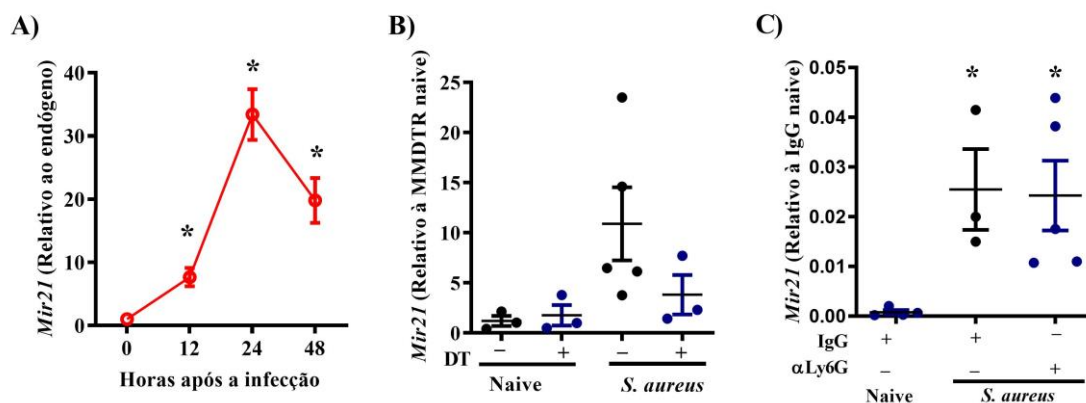 A)
Mir21 (Relativo ao endógeno)
40
30
20
10
0
*
*
*
0 12 24 48
Horas após a infecção
B)
Mir21 (Relativo à MMDTR naive)
25
20
15
10
5
0
DT – + – +
Naive S. aureus
C)
Mir21 (Relativo à IgG naive)
0.05
0.04
0.03
0.02
0.01
0.00
* *
IgG + + –
αLy6G – – +
Naive S. aureus